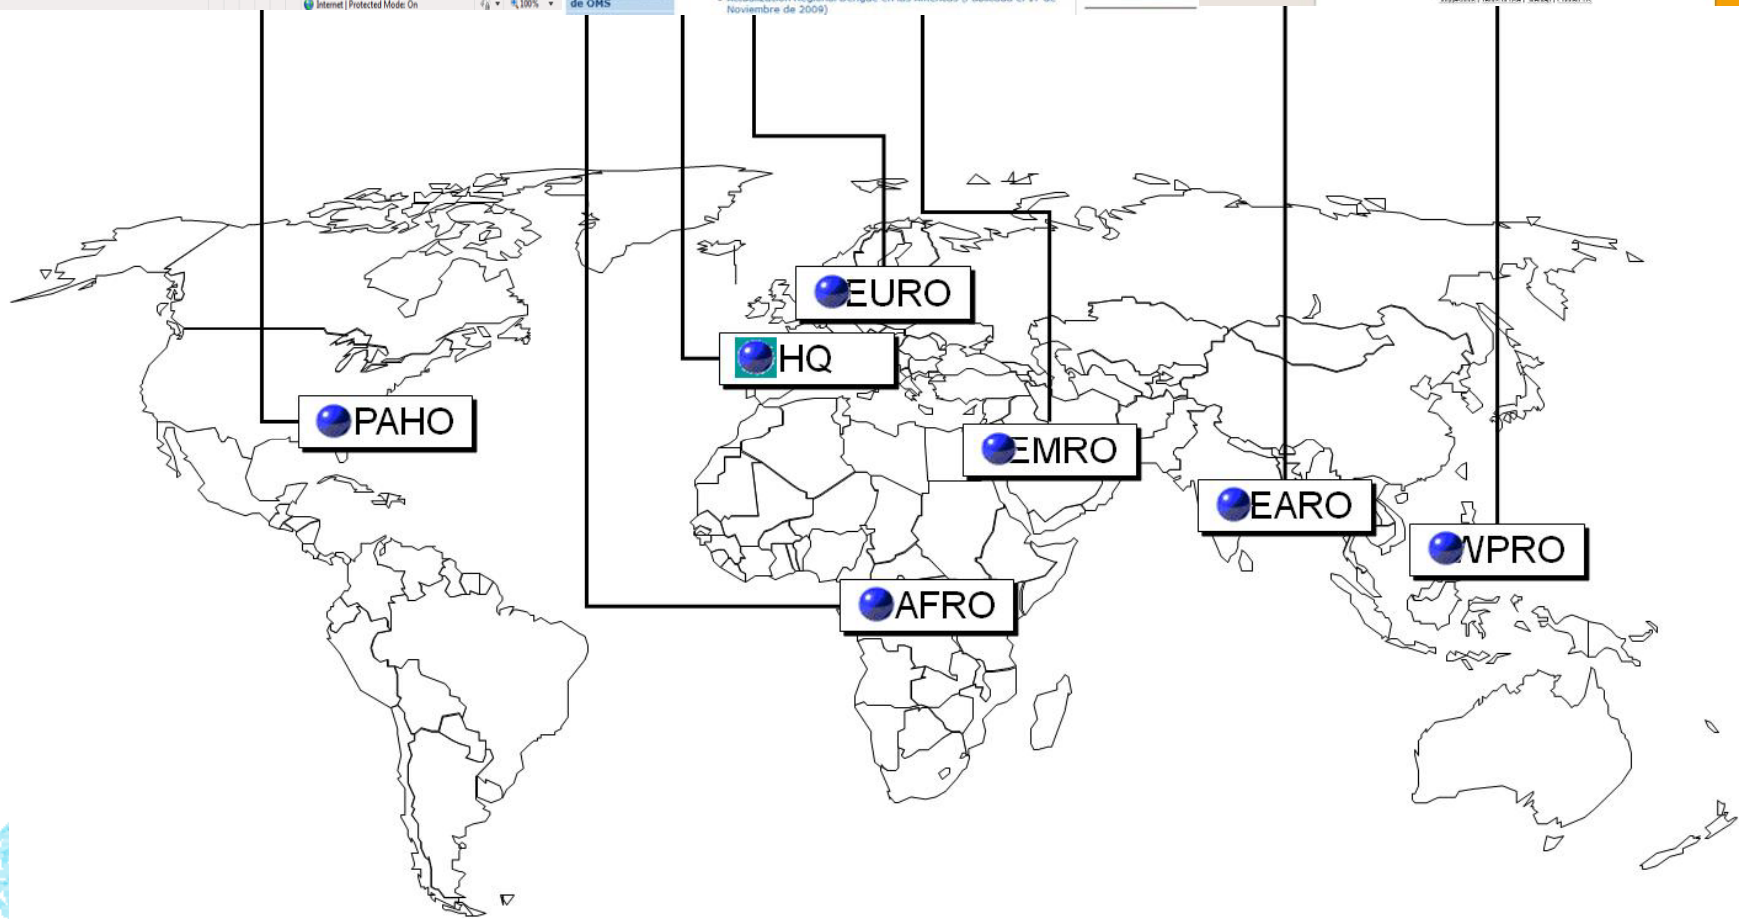 Internet | Protected Mode: On
100%
de OMS
Noviembre de 2009)
EURO
HQ
PAHO
EMRO
EARO
WPRO
AFRO